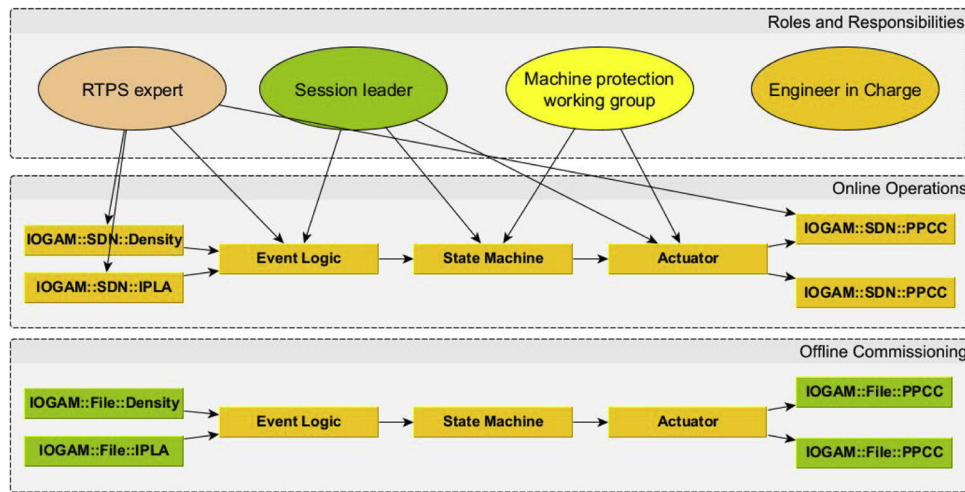 Roles and Responsibilities
RTPS expert
Session leader
Machine protection
working group
Engineer in Charge
Online Operations
IOGAM::SDN::Density
IOGAM::SDN::IPLA
Event Logic
State Machine
Actuator
IOGAM::SDN::PPCC
IOGAM::SDN::PPCC
Offline Commissioning
IOGAM::File::Density
IOGAM::File::IPLA
Event Logic
State Machine
Actuator
IOGAM::File::PPCC
IOGAM::File::PPCC